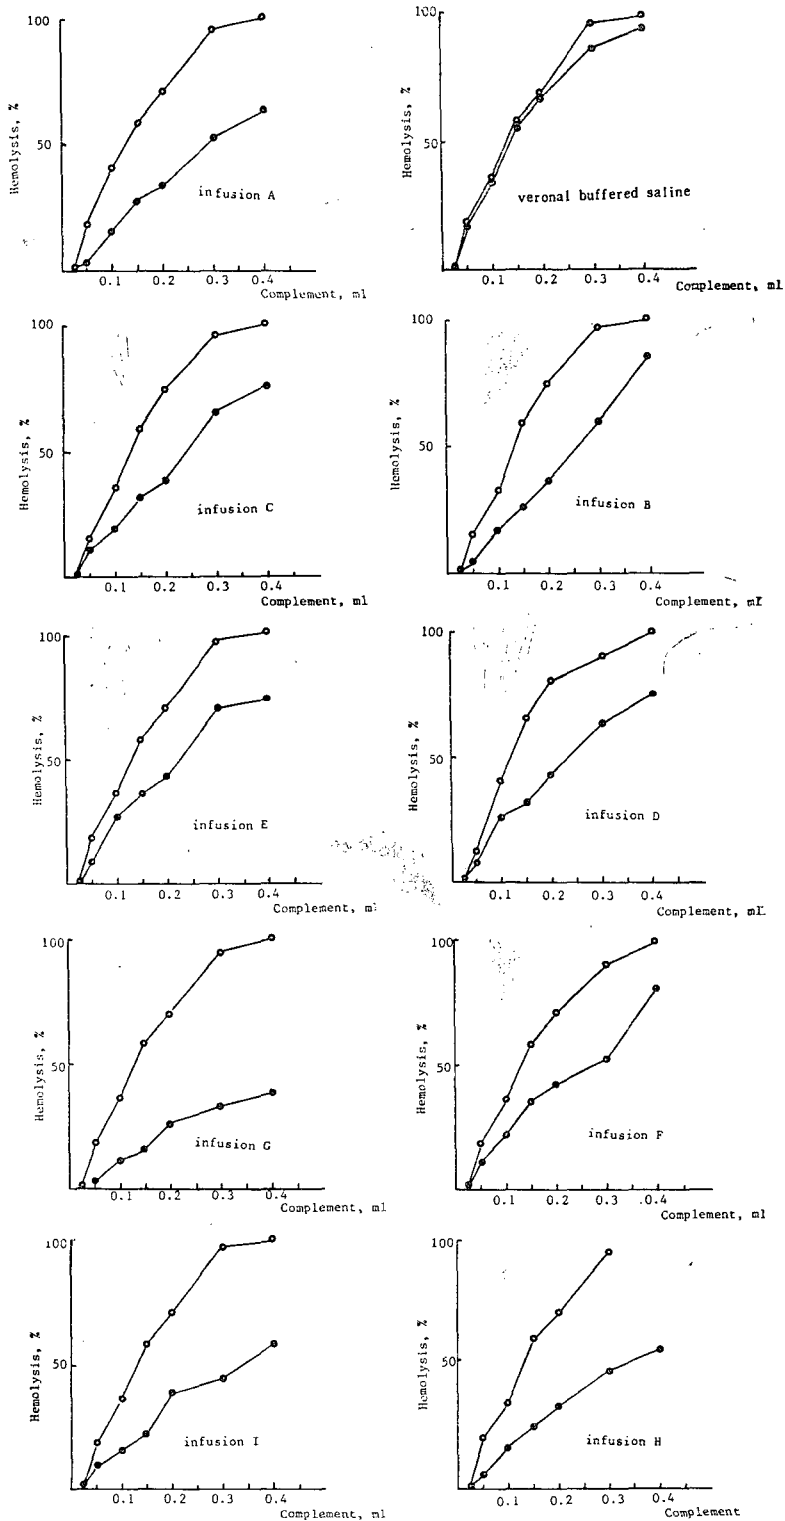 100
50
Hemolysis, %
infusion A
0.1 0.2 0.3 0.4
Complement, ml
100
50
Hemolysis, %
veronal buffered saline
0.1 0.2 0.3 0.4
Complement, ml
100
50
Hemolysis, %
infusion C
0.1 0.2 0.3 0.4
Complement, ml
100
50
Hemolysis, %
infusion B
0.1 0.2 0.3 0.4
Complement, ml
100
50
Hemolysis, %
infusion E
0.1 0.2 0.3 0.4
Complement, ml
100
50
Hemolysis, %
infusion D
0.1 0.2 0.3 0.4
Complement, ml
100
50
Hemolysis, %
infusion G
0.1 0.2 0.3 0.4
Complement, ml
100
50
Hemolysis, %
infusion F
0.1 0.2 0.3 .0.4
Complement, ml
100
50
Hemolysis, %
infusion I
0.1 0.2 0.3 0.4
Complement, ml
100
50
Hemolysis, %
infusion H
0.1 0.2 0.3 0.4
Complement